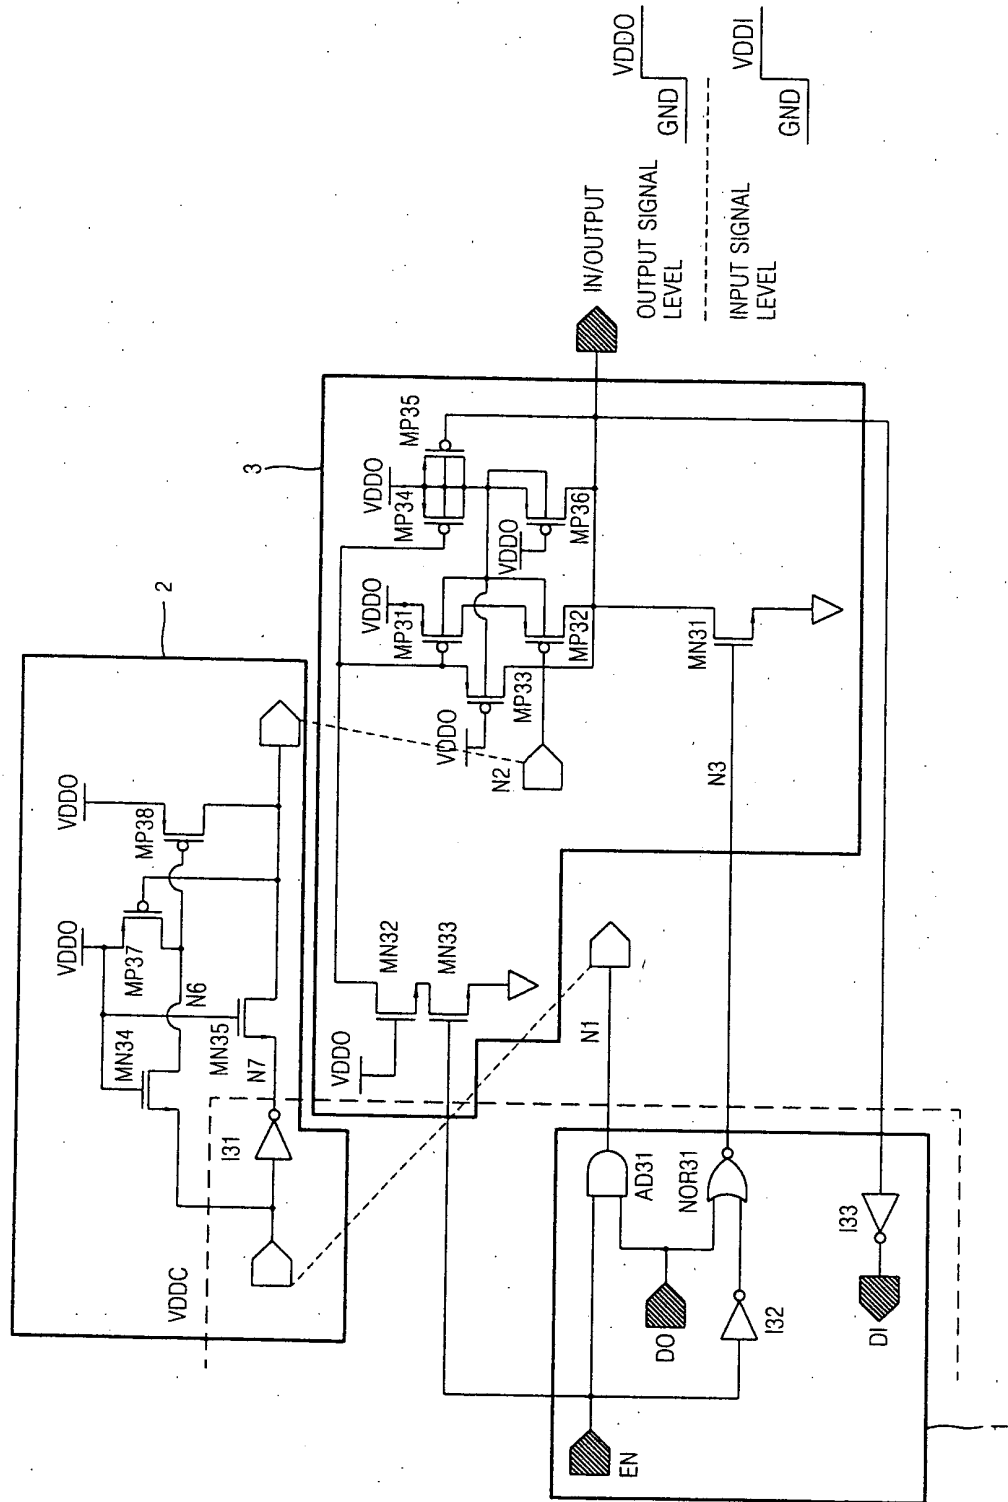 2
VDDC
I31
N7
MN34
MN35
N6
MP37
VDDO
MP38
VDDO
3
VDDO
MN32
MN33
VDDO
N2
MP33
VDDO
MP31
MP32
VDDO
MP34
VDDO
MP36
MP35
MN31
N3
N1
IN/OUTPUT
OUTPUT SIGNAL
LEVEL
VDDO
GND
INPUT SIGNAL
LEVEL
VDDI
GND
EN
DO
I32
AD31
NOR31
I33
DI
1